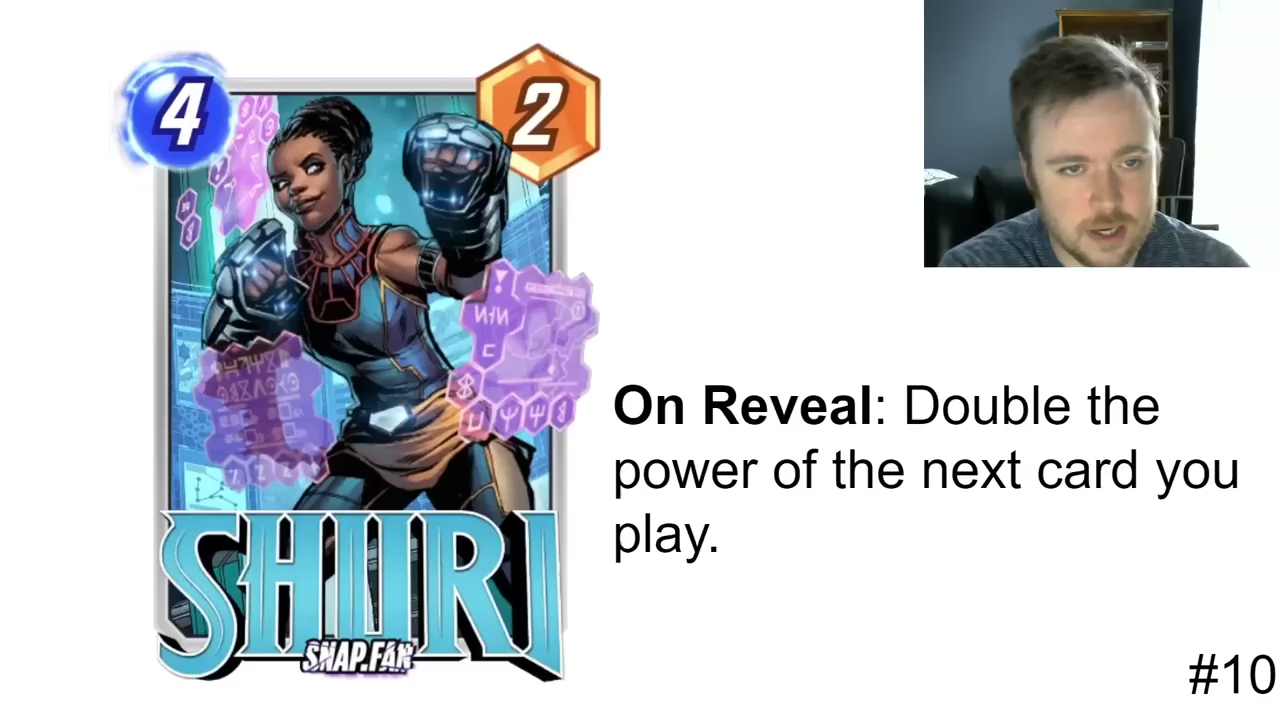 4
2
On Reveal: Double the
power of the next card you
play.
SHURI
SNAP.FAN
#10